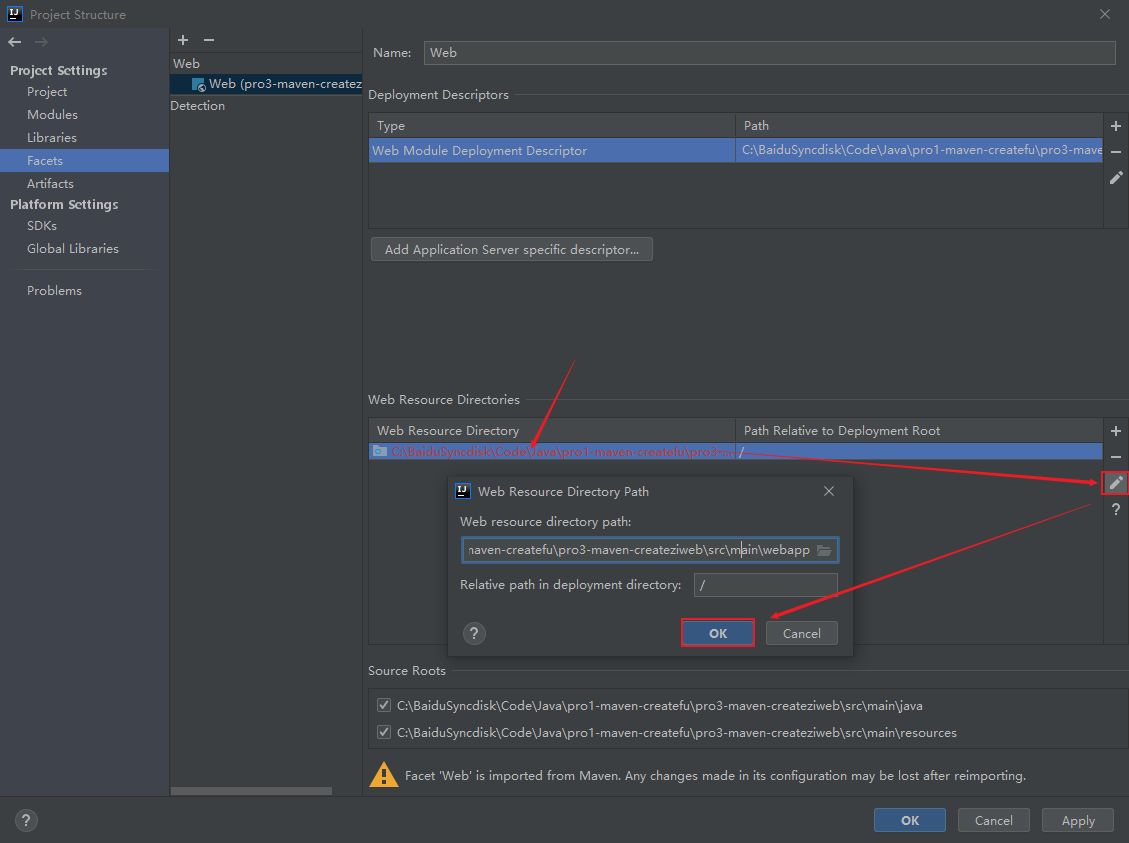 Project Structure
Project Settings
Project
Modules
Libraries
Facets
Artifacts
Platform Settings
SDKs
Global Libraries
Problems
Web
Web (pro3-maven-createz
Detection
Name: Web
Deployment Descriptors
Type Path
Web Module Deployment Descriptor C:\BaiduSyncdisk\Code\Java\pro1-maven-createfu\pro3-mave
Add Application Server specific descriptor...
Web Resource Directories
Web Resource Directory Path Relative to Deployment Root
C:\BaiduSyncdisk\Code\Java\pro1-maven-createfu\pro3-... /
Web Resource Directory Path
Web resource directory path:
naven-createfu\pro3-maven-createziweb\src\main\webapp
Relative path in deployment directory: /
? OK Cancel
Source Roots
C:\BaiduSyncdisk\Code\Java\pro1-maven-createfu\pro3-maven-createziweb\src\main\java
C:\BaiduSyncdisk\Code\Java\pro1-maven-createfu\pro3-maven-createziweb\src\main\resources
Facet 'Web' is imported from Maven. Any changes made in its configuration may be lost after reimporting.
? OK Cancel Apply